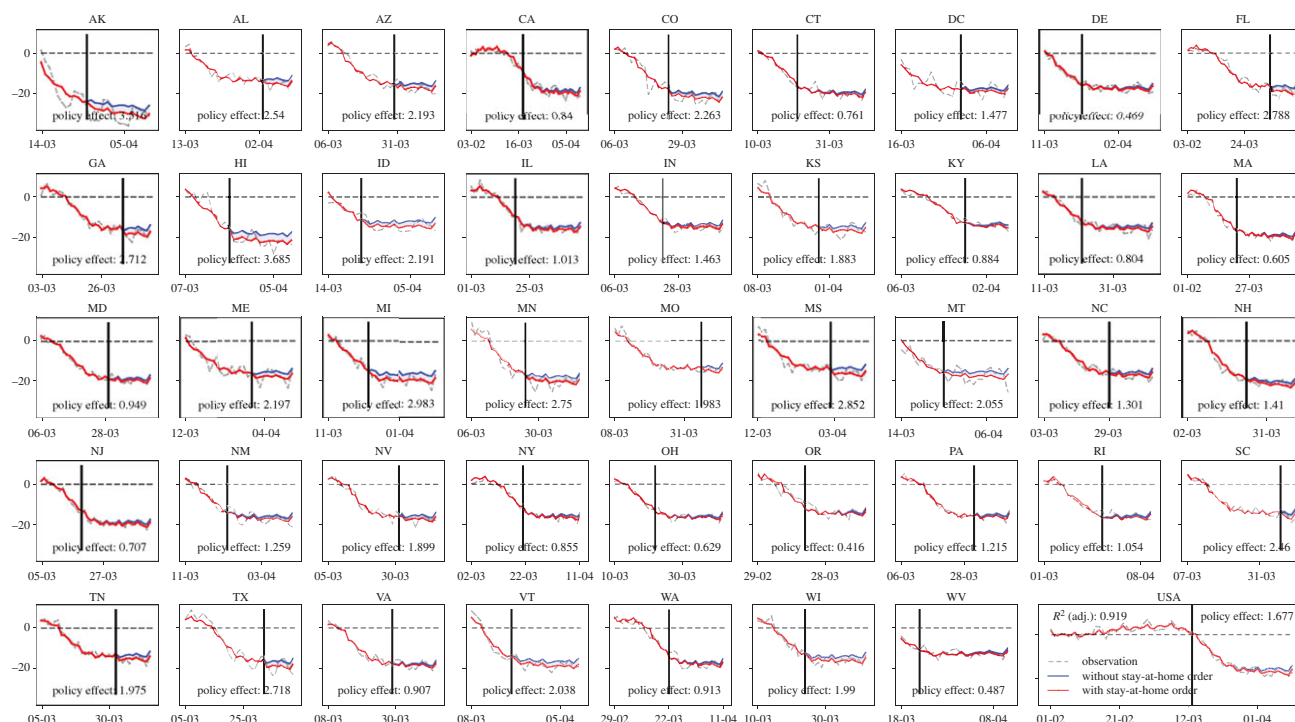 AK AL AZ CA CO CT DC DE FL
0
−20
policy effect: 3.316 policy effect: 2.54 policy effect: 2.193 policy effect: 0.84 policy effect: 2.263 policy effect: 0.761 policy effect: 1.477 policy effect: 0.469 policy effect: 2.788
14-03 05-04 13-03 02-04 06-03 31-03 03-02 16-03 05-04 06-03 29-03 10-03 31-03 16-03 06-04 11-03 02-04 03-02 24-03
GA HI ID IL IN KS KY LA MA
0
−20
policy effect: 2.712 policy effect: 3.685 policy effect: 2.191 policy effect: 1.013 policy effect: 1.463 policy effect: 1.883 policy effect: 0.884 policy effect: 0.804 policy effect: 0.605
03-03 26-03 07-03 05-04 14-03 05-04 01-03 25-03 06-03 28-03 08-03 01-04 06-03 02-04 11-03 31-03 01-02 27-03
MD ME MI MN MO MS MT NC NH
0
−20
policy effect: 0.949 policy effect: 2.197 policy effect: 2.983 policy effect: 2.75 policy effect: 1.983 policy effect: 2.852 policy effect: 2.055 policy effect: 1.301 policy effect: 1.41
06-03 28-03 12-03 04-04 11-03 01-04 06-03 30-03 08-03 31-03 12-03 03-04 14-03 06-04 03-03 29-03 02-03 31-03
NJ NM NV NY OH OR PA RI SC
0
−20
policy effect: 0.707 policy effect: 1.259 policy effect: 1.899 policy effect: 0.855 policy effect: 0.629 policy effect: 0.416 policy effect: 1.215 policy effect: 1.054 policy effect: 2.46
05-03 27-03 11-03 03-04 05-03 30-03 02-03 22-03 11-04 10-03 30-03 29-02 28-03 06-03 28-03 01-03 08-04 07-03 31-03
TN TX VA VT WA WI WV USA
0
−20
R² (adj.): 0.919 policy effect: 1.677
observation
without stay-at-home order
with stay-at-home order
policy effect: 1.975 policy effect: 2.718 policy effect: 0.907 policy effect: 2.038 policy effect: 0.913 policy effect: 1.99 policy effect: 0.487
05-03 30-03 05-03 25-03 08-03 30-03 08-03 05-04 29-02 22-03 11-04 10-03 30-03 18-03 08-04 01-02 21-02 12-03 01-04